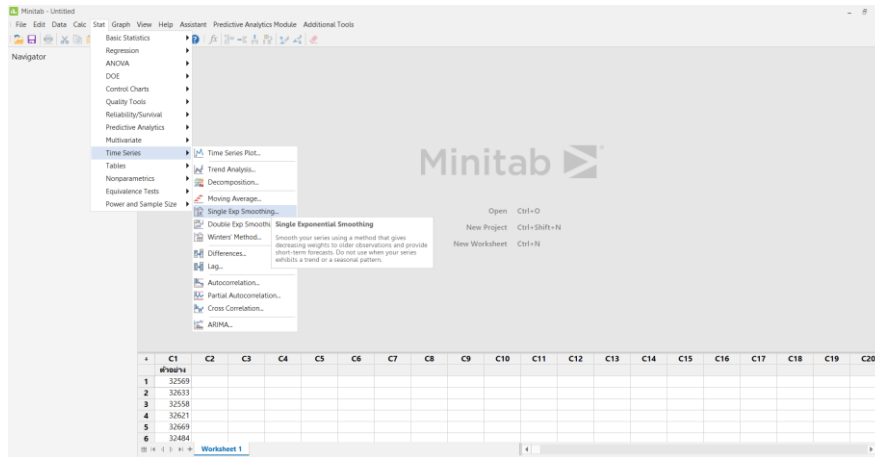 Minitab - Untitled
File Edit Data Calc Stat Graph View Help Assistant Predictive Analytics Module Additional Tools
Navigator
Basic Statistics
Regression
ANOVA
DOE
Control Charts
Quality Tools
Reliability/Survival
Predictive Analytics
Multivariate
Time Series
Tables
Nonparametrics
Equivalence Tests
Power and Sample Size
Time Series Plot...
Trend Analysis...
Decomposition...
Moving Average...
Single Exp Smoothing...
Double Exp Smoothi
Winters' Method...
Differences...
Lag...
Autocorrelation...
Partial Autocorrelation...
Cross Correlation...
ARIMA...
Single Exponential Smoothing
Smooth your series using a method that gives
decreasing weights to older observations and provide
short-term forecasts. Do not use when your series
exhibits a trend or a seasonal pattern.
Minitab
Open Ctrl+O
New Project Ctrl+Shift+N
New Worksheet Ctrl+N
C1 C2 C3 C4 C5 C6 C7 C8 C9 C10 C11 C12 C13 C14 C15 C16 C17 C18 C19 C20
ตัวอย่าง
1 32569
2 32633
3 32558
4 32621
5 32669
6 32484
Worksheet 1